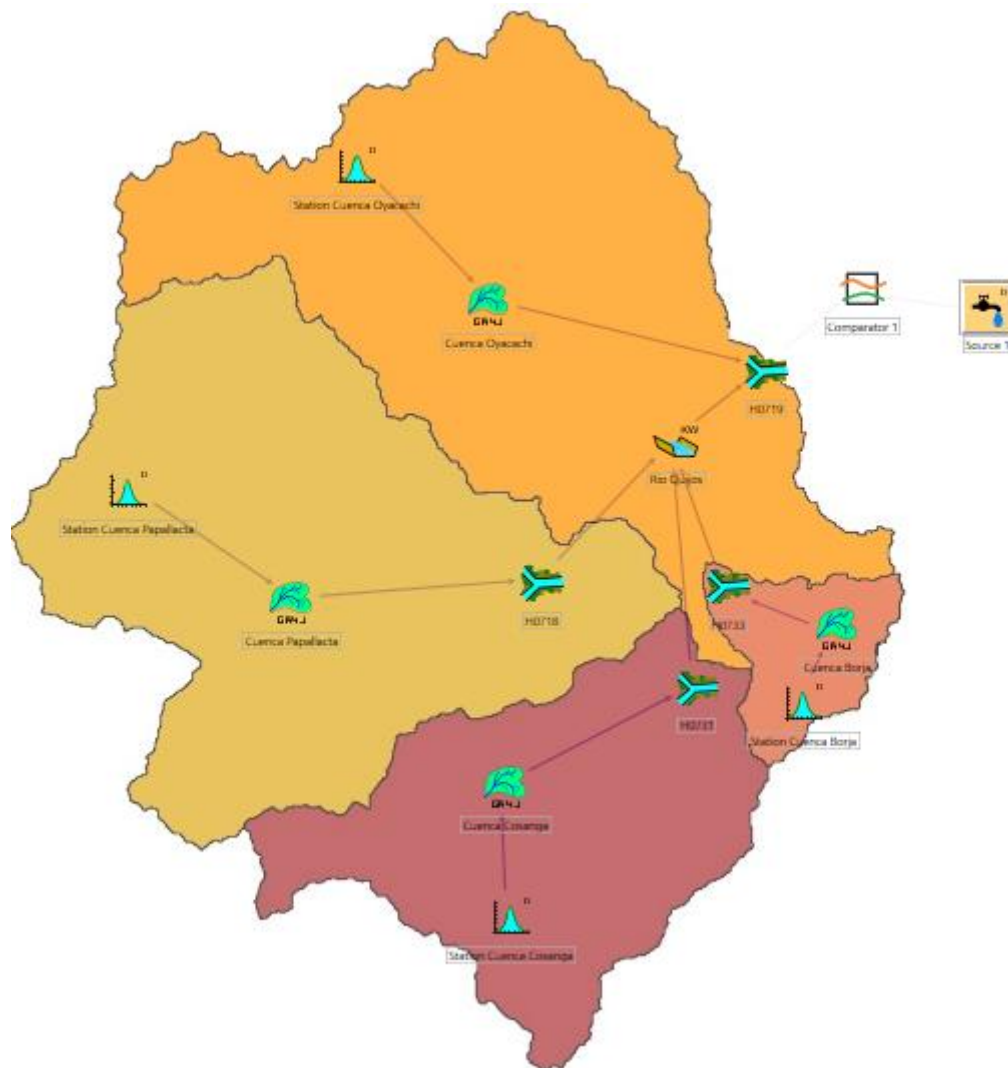 D
Station Cuenca Oyacachi
GR4J
Cuenca Oyacachi
Comparator 1
D
Source 1
H0719
KW
Rio Quijos
D
Station Cuenca Papallacta
GR4J
Cuenca Papallacta
H0718
H0733
GR4J
Cuenca Borja
D
Station Cuenca Borja
H0731
GR4J
Cuenca Cosanga
D
Station Cuenca Cosanga